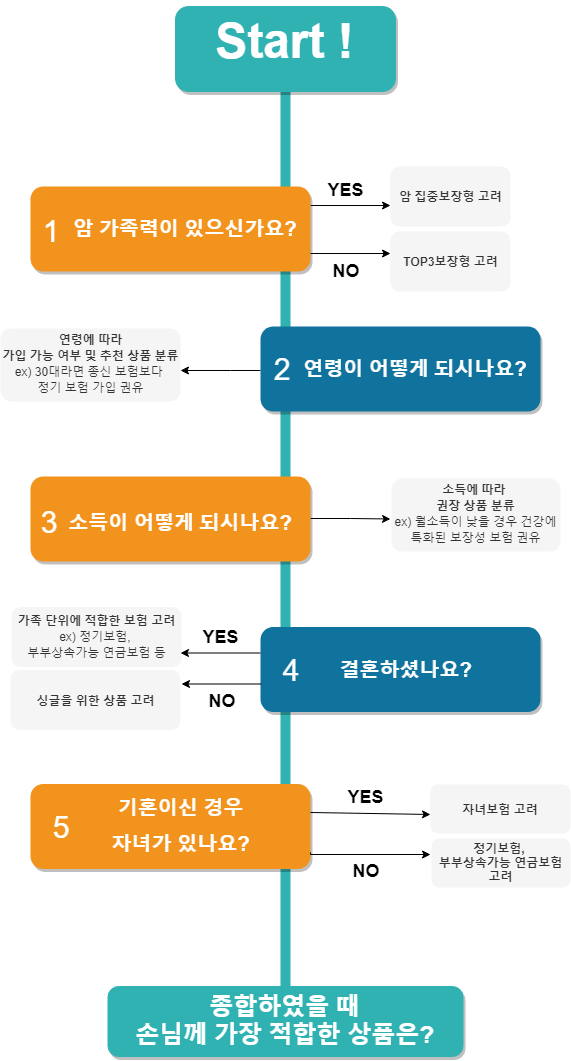 Start !
1 암 가족력이 있으신가요?
YES
암 집중보장형 고려
NO
TOP3보장형 고려
2 연령이 어떻게 되시나요?
연령에 따라
가입 가능 여부 및 추천 상품 분류
ex) 30대라면 종신 보험보다
정기 보험 가입 권유
3 소득이 어떻게 되시나요?
소득에 따라
권장 상품 분류
ex) 월소득이 낮을 경우 건강에
특화된 보장성 보험 권유
4 결혼하셨나요?
YES
가족 단위에 적합한 보험 고려
ex) 정기보험,
부부상속가능 연금보험 등
NO
싱글을 위한 상품 고려
5 기혼이신 경우
자녀가 있나요?
YES
자녀보험 고려
NO
정기보험,
부부상속가능 연금보험
고려
종합하였을 때
손님께 가장 적합한 상품은?